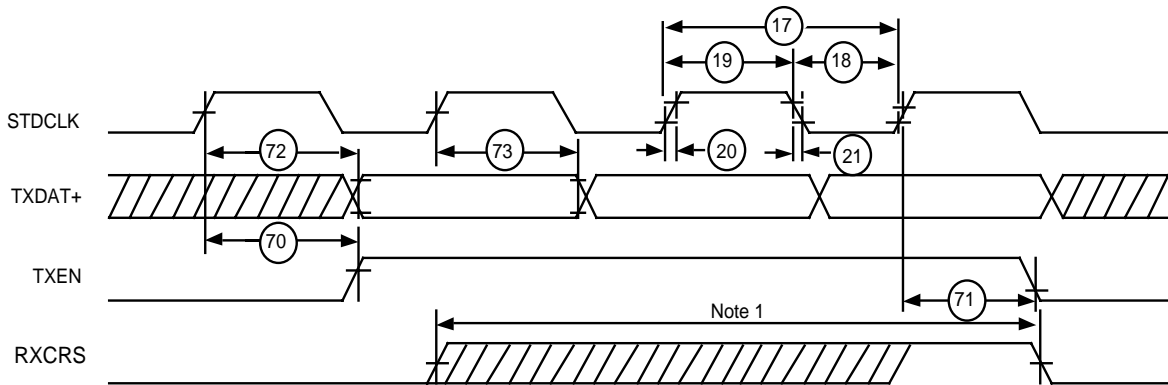 17
19
18
STDCLK
72
73
20
21
TXDAT+
70
TXEN
71
Note 1
RXCRS